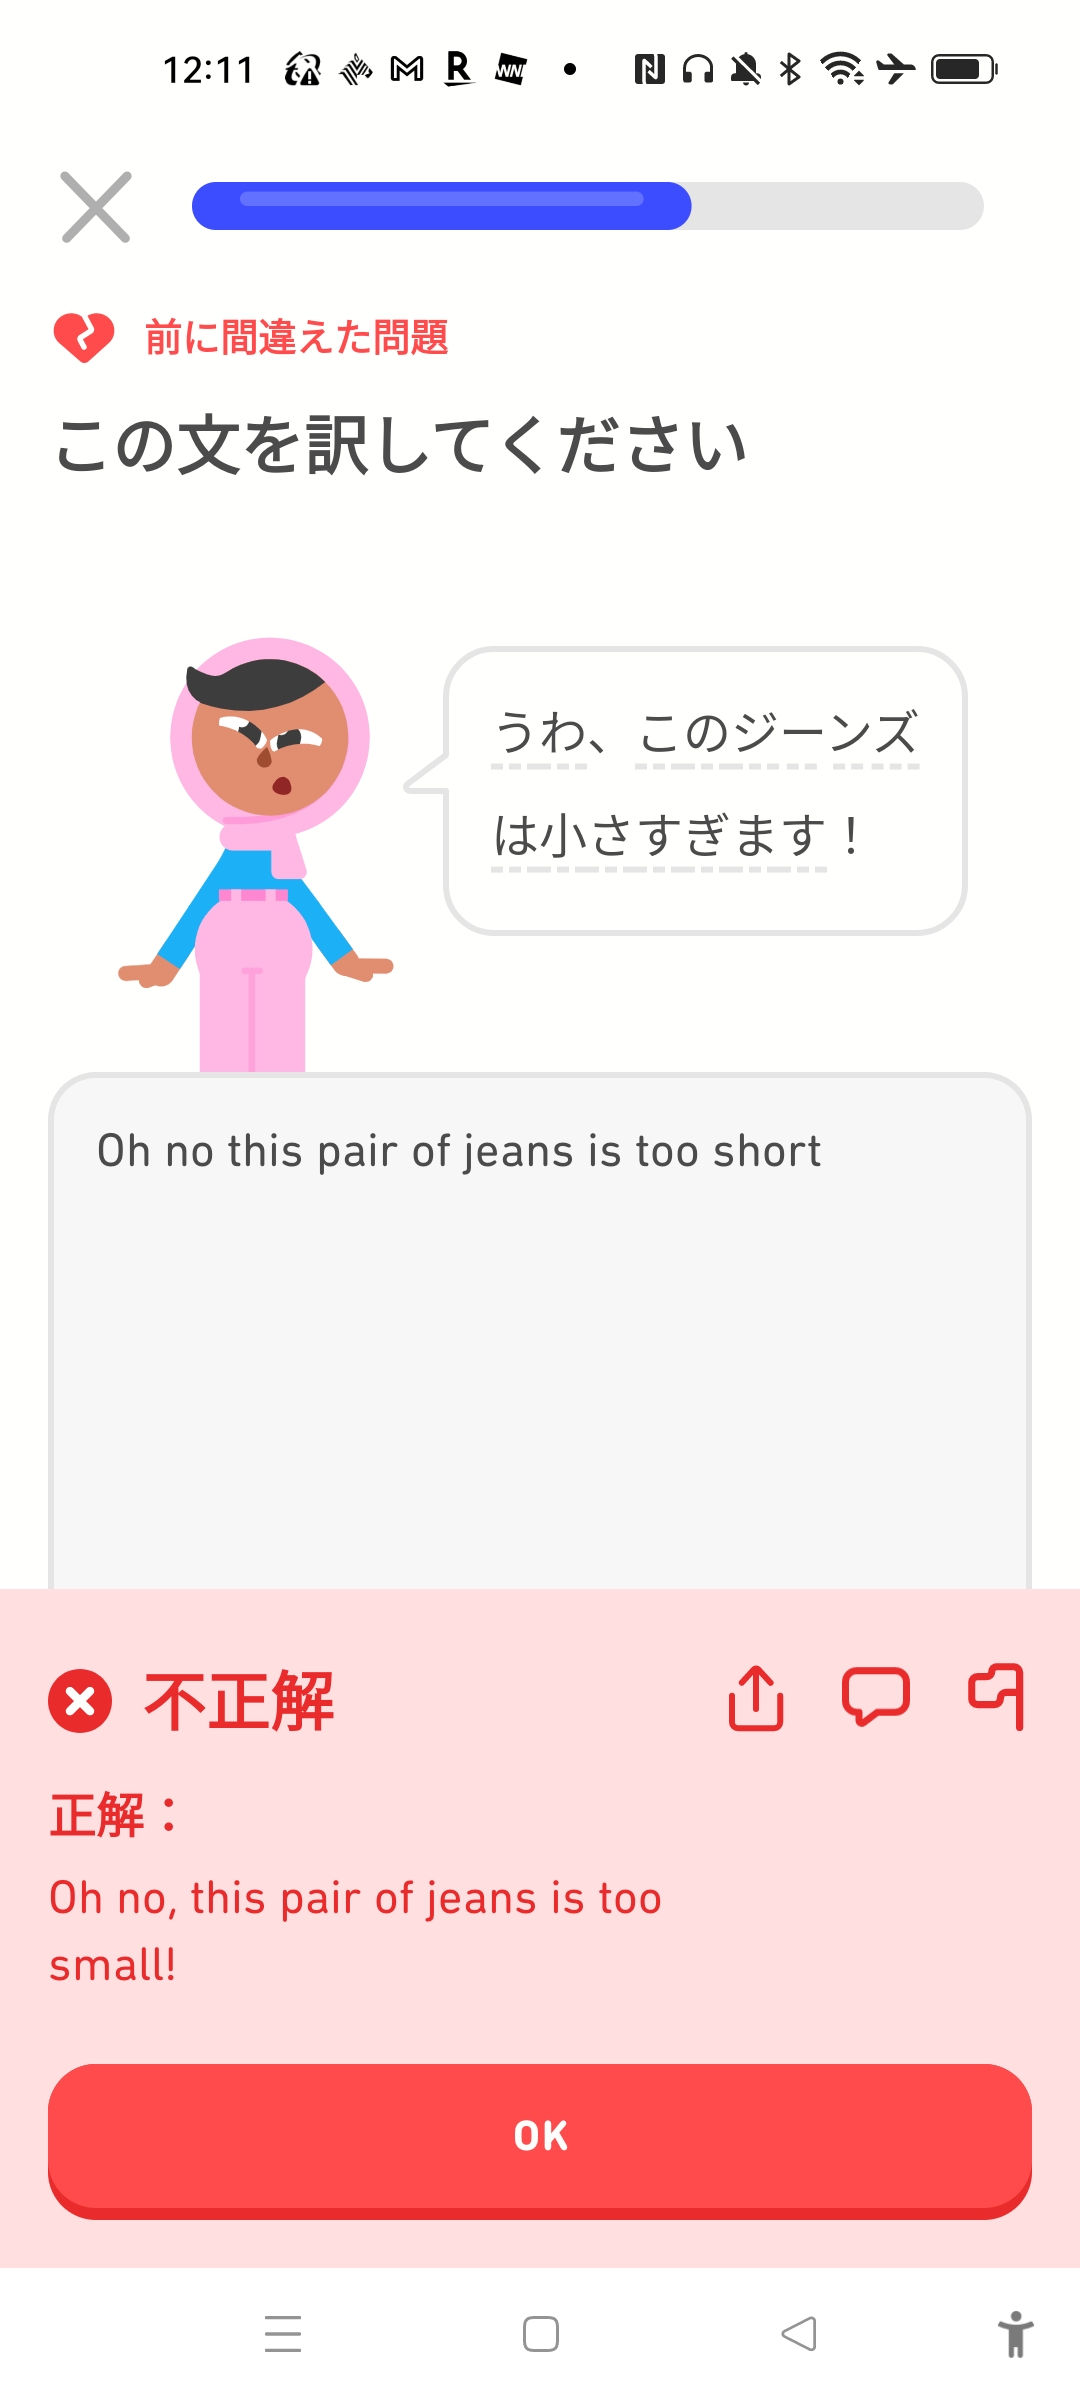 12:11
前に間違えた問題
この文を訳してください
うわ、このジーンズ
は小さすぎます！
Oh no this pair of jeans is too short
不正解
正解：
Oh no, this pair of jeans is too
small!
OK